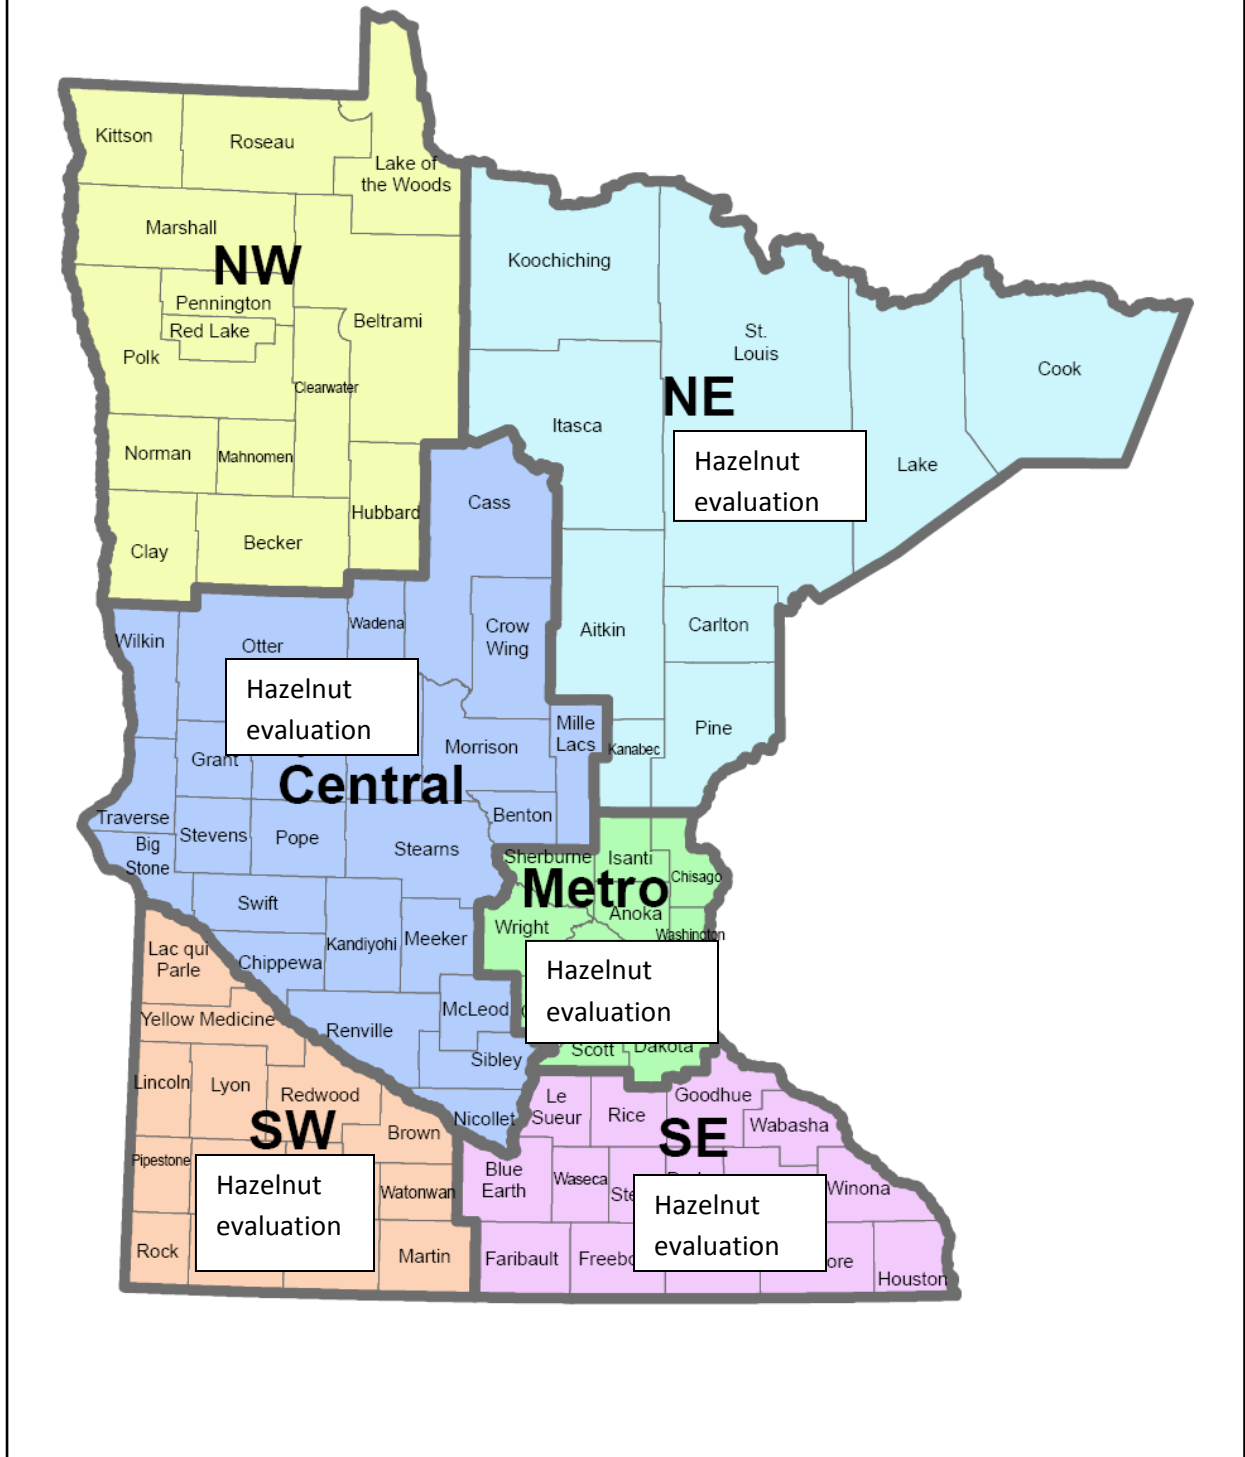 Kittson
Roseau
Lake of
the Woods
Marshall
NW
Pennington
Red Lake
Polk
Beltrami
Clearwater
Norman
Mahnomen
Hubbard
Clay
Becker
Koochiching
St.
Louis
Cook
NE
Itasca
Lake
Hazelnut
evaluation
Aitkin
Carlton
Pine
Kanabec
Cass
Crow
Wing
Wadena
Wilkin
Otter
Hazelnut
evaluation
Mille
Lacs
Morrison
Grant
Central
Traverse
Big
Stone
Stevens
Pope
Stearns
Benton
Swift
Kandiyohi
Meeker
Chippewa
McLeod
Renville
Sibley
Nicollet
Sherburne
Isanti
Chisago
Metro
Anoka
Wright
Washington
Hazelnut
evaluation
Scott
Dakota
Lac qui
Parle
Yellow Medicine
Lincoln
Lyon
Redwood
SW
Brown
Pipestone
Watonwan
Hazelnut
evaluation
Rock
Martin
Le
Sueur
Rice
Goodhue
Wabasha
SE
Blue
Earth
Waseca
Ste
Winona
Hazelnut
evaluation
Faribault
Freebo
ore
Houston